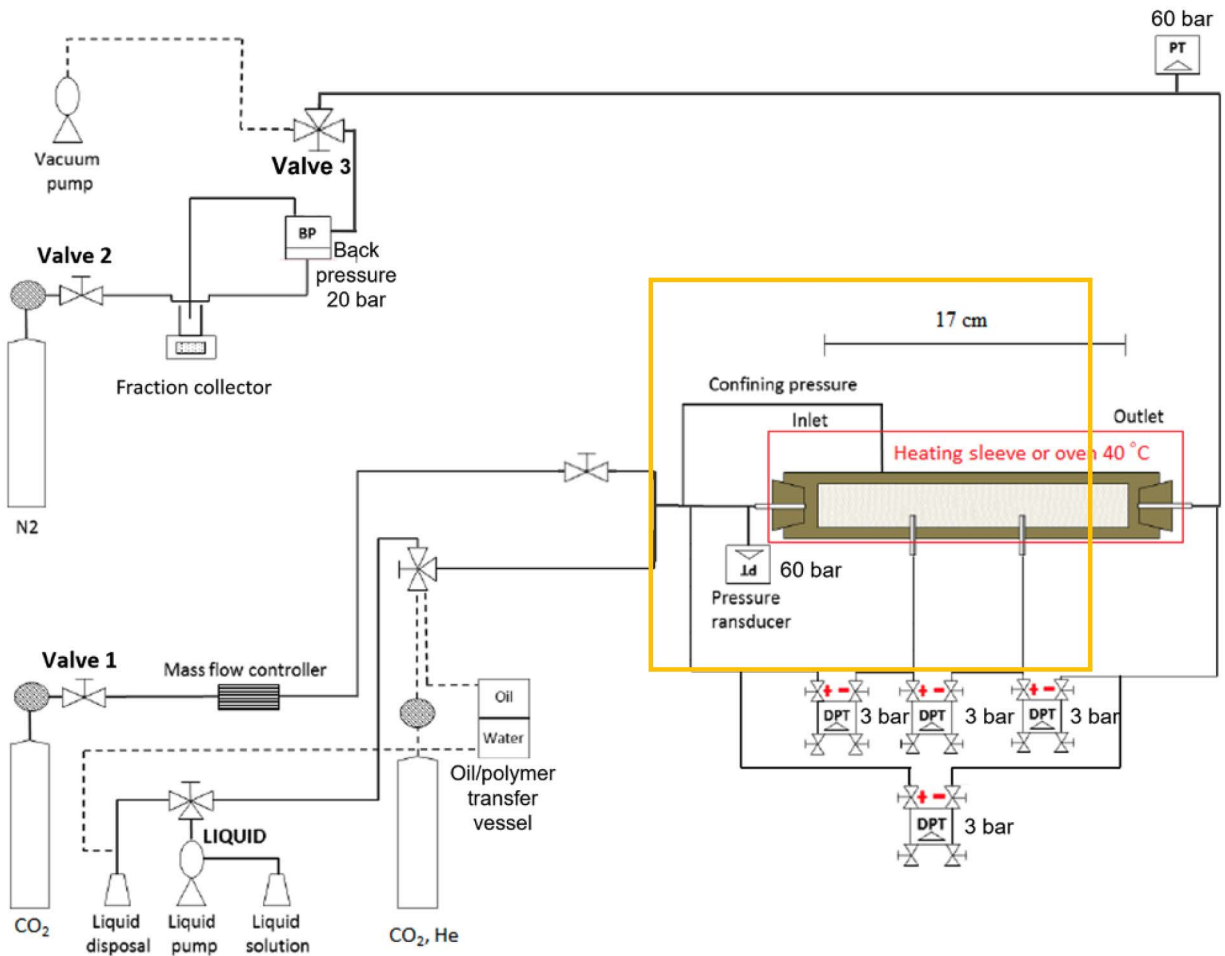 60 bar
PT
Vacuum
pump
Valve 3
BP
Back
pressure
20 bar
Valve 2
Fraction collector
N2
17 cm
Confining pressure
Inlet
Outlet
Heating sleeve or oven 40 °C
PT
60 bar
Pressure
ransducer
Valve 1
Mass flow controller
Oil
Water
Oil/polymer
transfer
vessel
+ -
DPT
3 bar
+ -
DPT
3 bar
+ -
DPT
3 bar
+ -
DPT
3 bar
LIQUID
CO₂
Liquid
disposal
Liquid
pump
Liquid
solution
CO₂, He